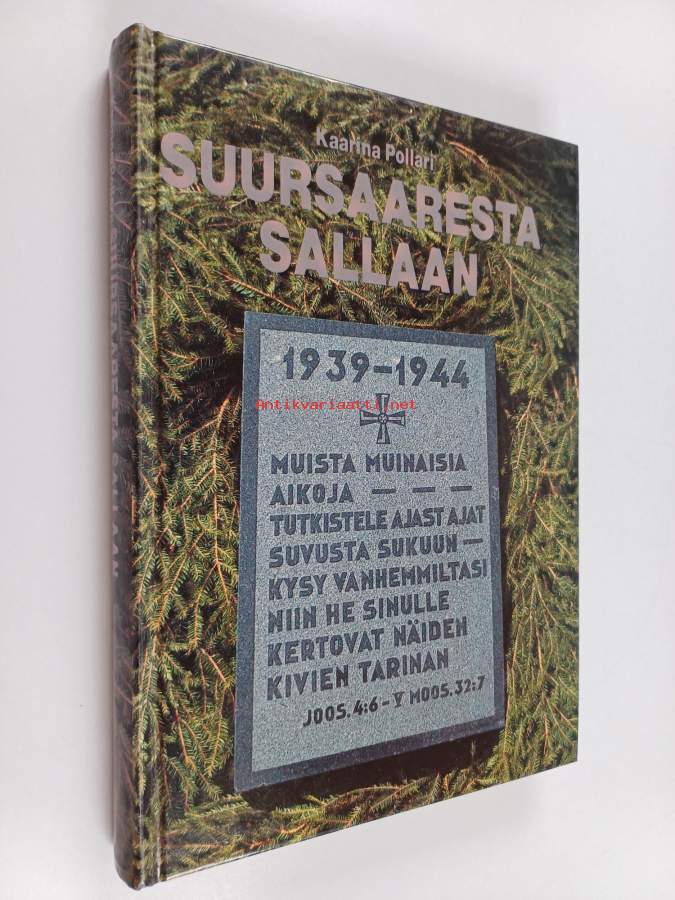 Kaarina Pollari
SUURSAARESTA
SALLAAN
1939-1944
Antikvariaatti.net
MUISTA MUINAISIA
AIKOJA — — —
TUTKISTELE AJAST AJAT
SUVUSTA SUKUUN —
KYSY VANHEMMILTASI
NIIN HE SINULLE
KERTOVAT NÄIDEN
KIVIEN TARINAN
JOOS. 4:6 - V MOOS. 32:7